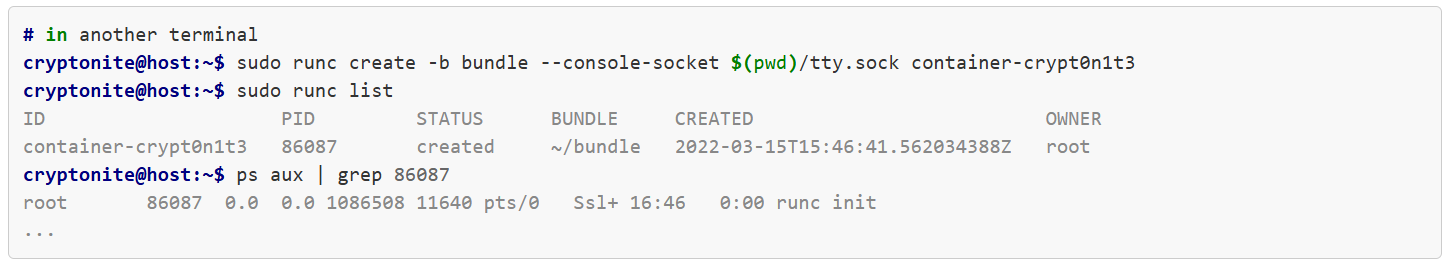 # in another terminal
cryptonite@host:~$ sudo runc create -b bundle --console-socket $(pwd)/tty.sock container-crypt0n1t3
cryptonite@host:~$ sudo runc list
ID                     PID         STATUS      BUNDLE     CREATED                          OWNER
container-crypt0n1t3   86087       created     ~/bundle   2022-03-15T15:46:41.562034388Z   root
cryptonite@host:~$ ps aux | grep 86087
root       86087  0.0  0.0 1086508 11640 pts/0   Ssl+ 16:46   0:00 runc init
...